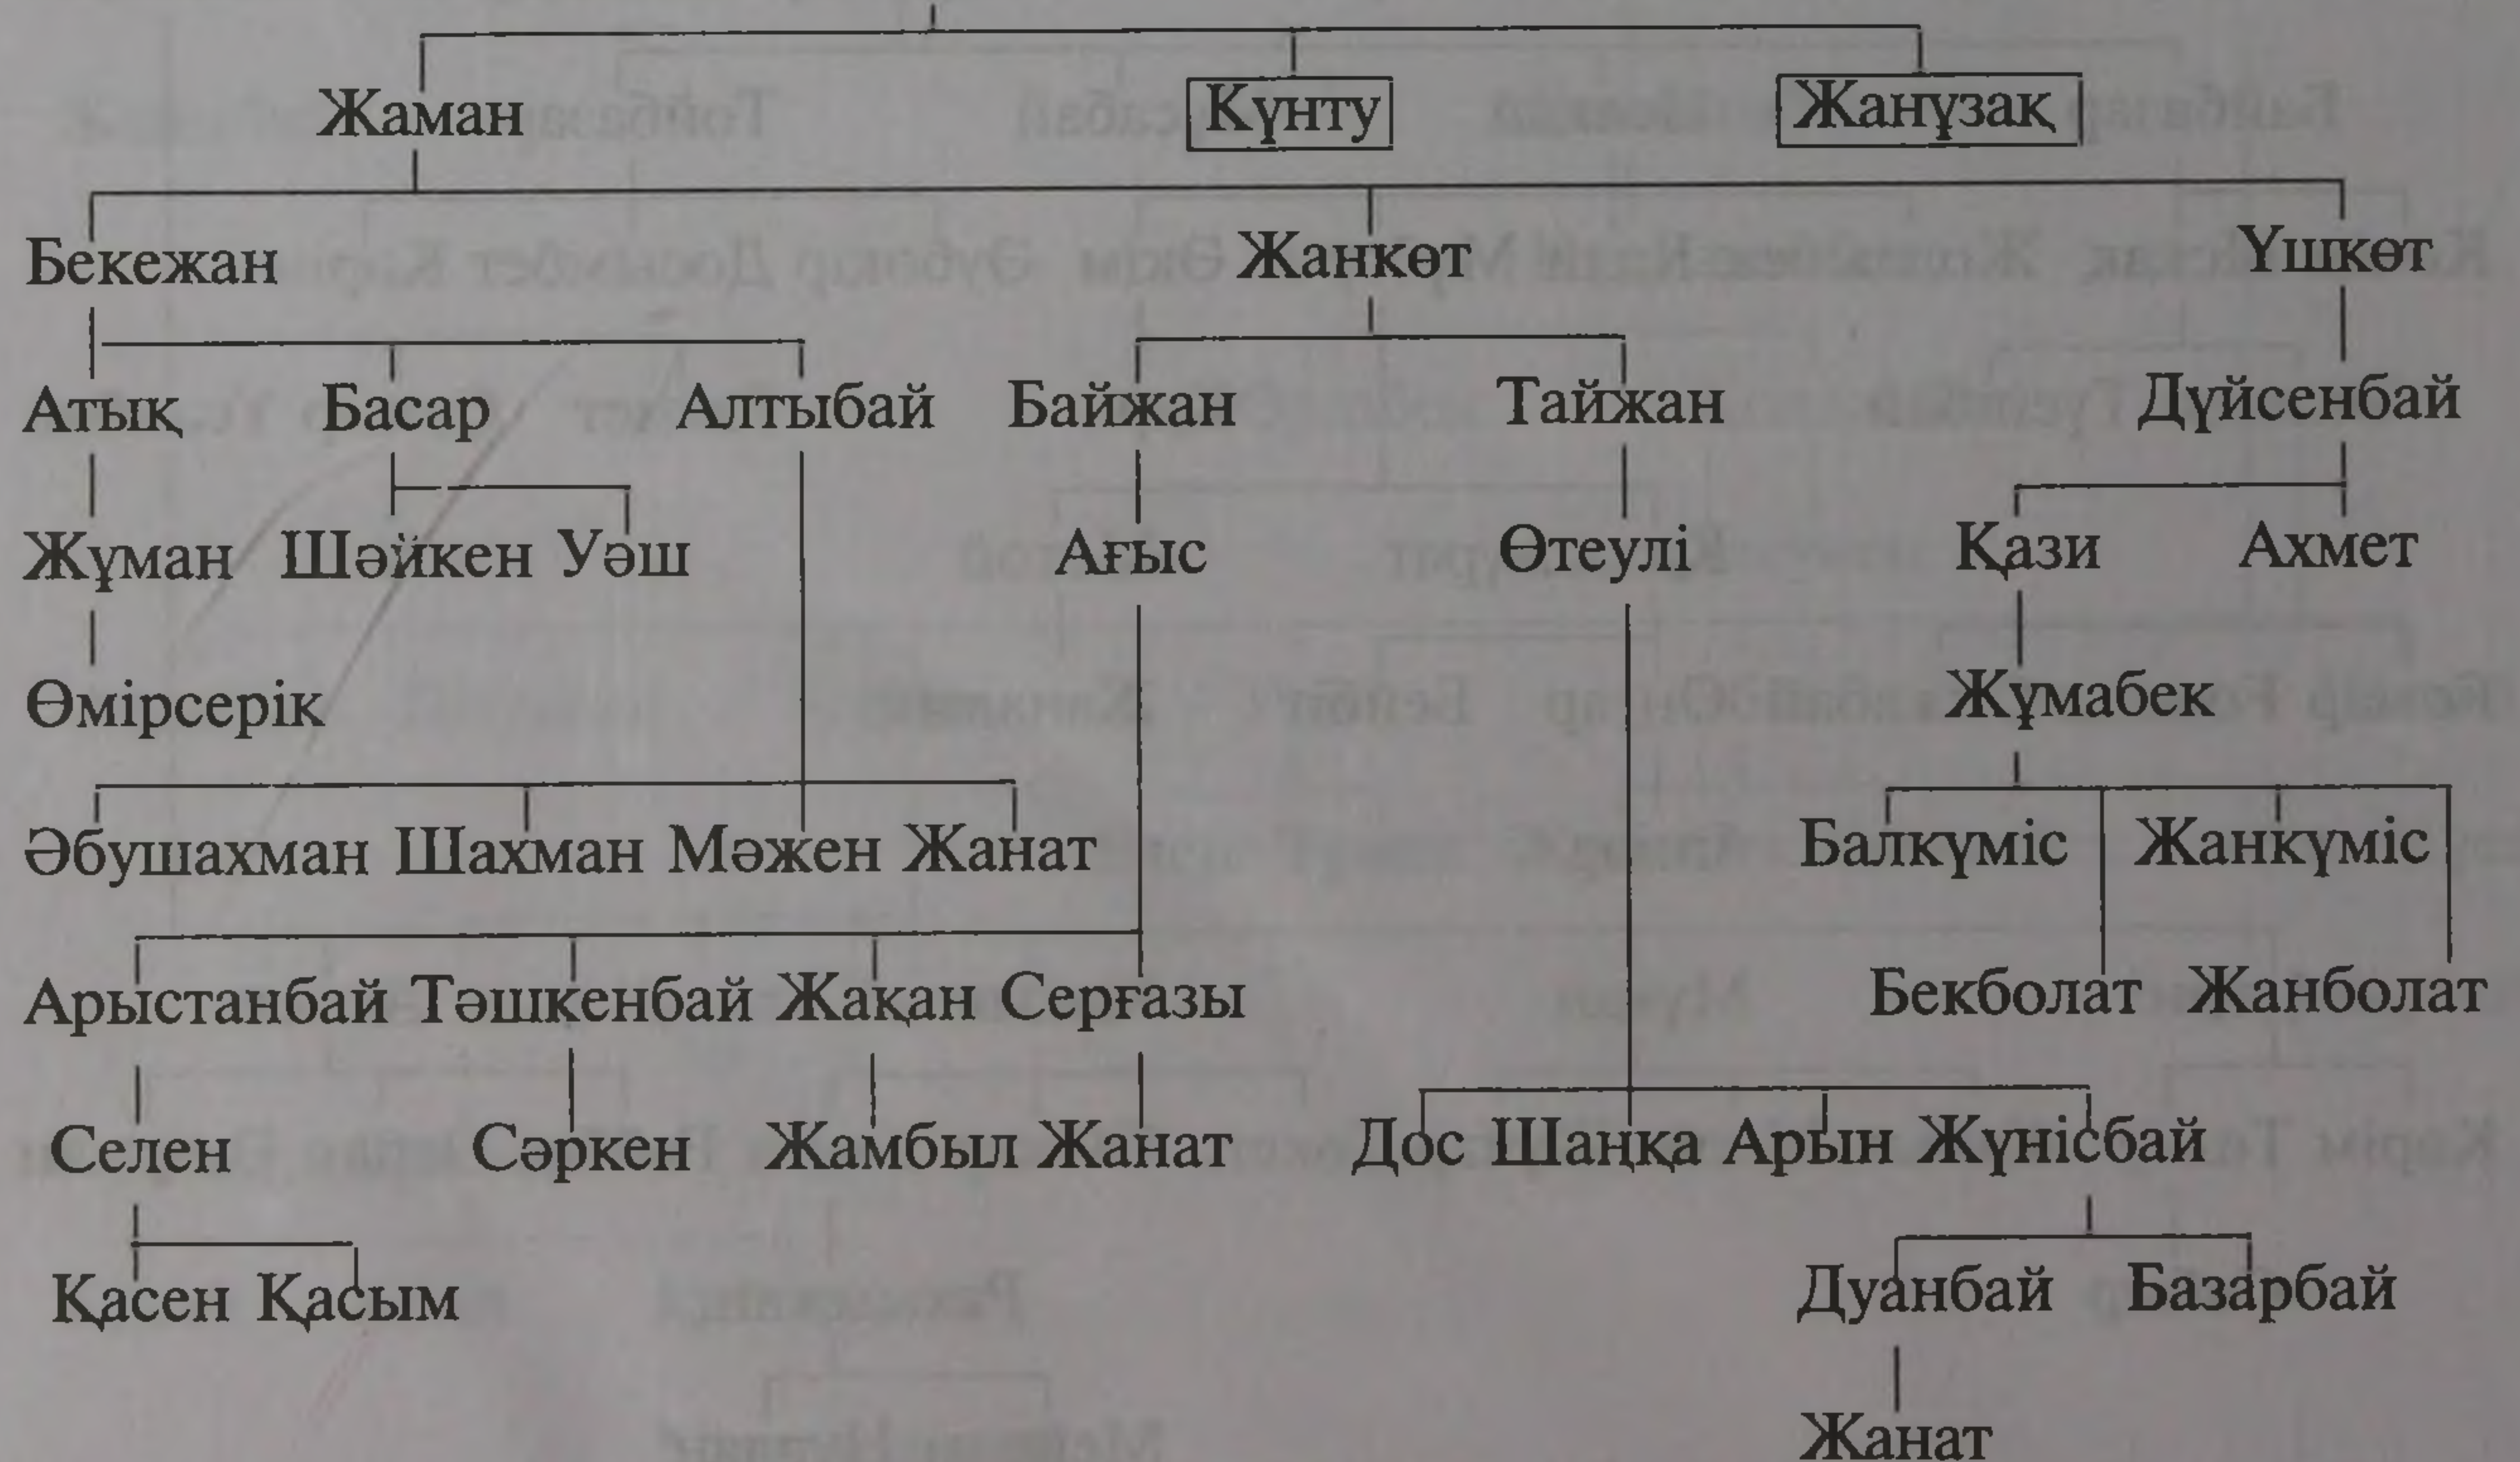 Жаман Күнту Жанұзақ
Бекежан Жанкөт Үшкөт
Атық Басар Алтыбай Байжан Тайжан Дүйсенбай
Жұман Шәйкен Уәш Ағыс Өтеулі Қази Ахмет
Өмірсерік Жұмабек
Әбушахман Шахман Мәжен Жанат Балкүміс Жанкүміс
Арыстанбай Тәшкенбай Жақан Серғазы Бекболат Жанболат
Селен Сәркен Жамбыл Жанат Дос Шаңқа Арын Жүнісбай
Қасен Қасым Дуанбай Базарбай
Жанат